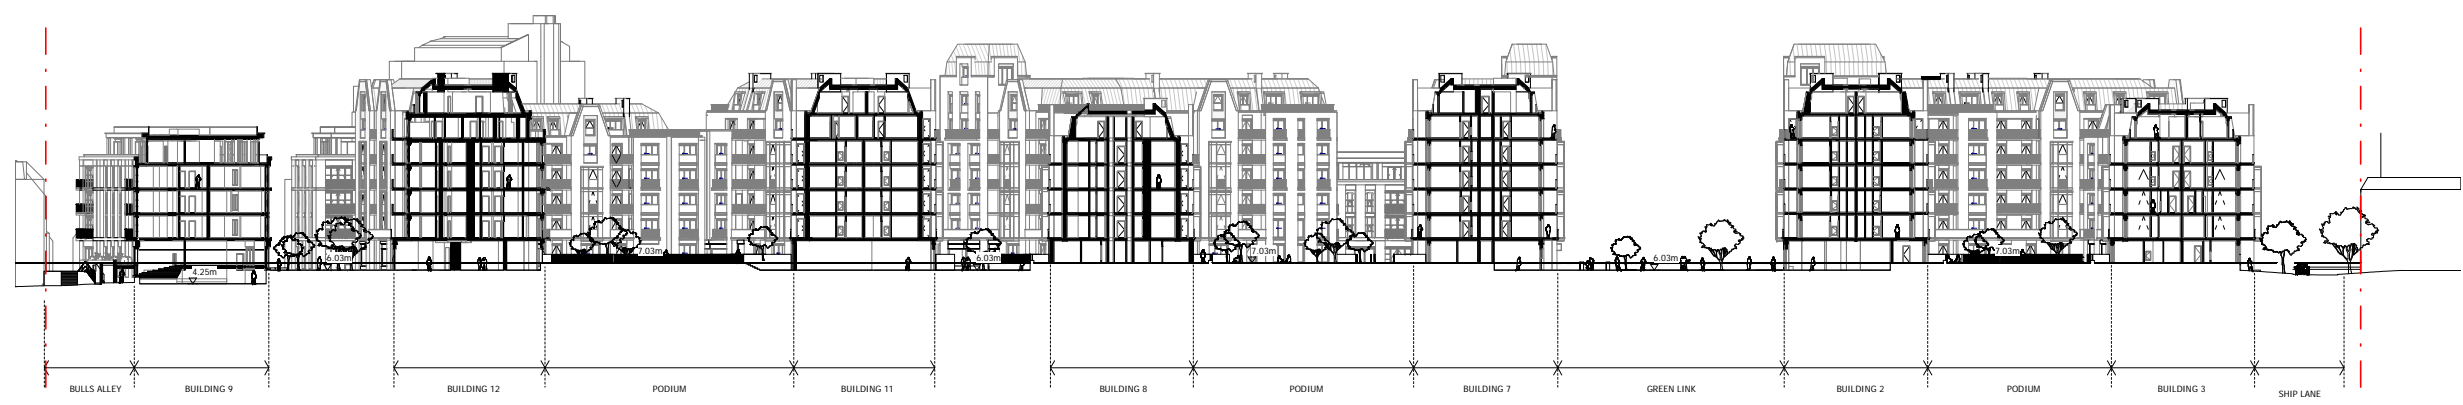 4.25m
6.03m
7.03m
6.03m
7.03m
6.03m
7.03m
BULLS ALLEY
BUILDING 9
BUILDING 12
PODIUM
BUILDING 11
BUILDING 8
PODIUM
BUILDING 7
GREEN LINK
BUILDING 2
PODIUM
BUILDING 3
SHIP LANE